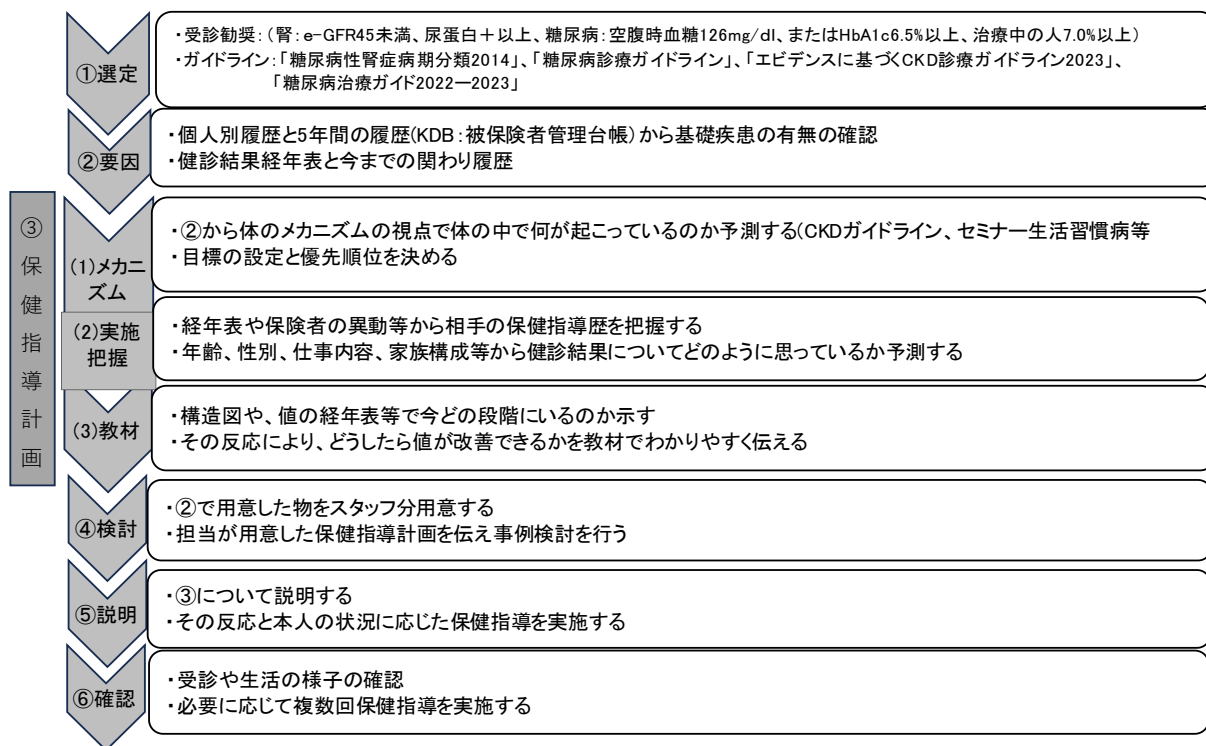 ①選定
・受診勧奨：（腎：e-GFR45未満、尿蛋白＋以上、糖尿病：空腹時血糖126mg/dl、またはHbA1c6.5%以上、治療中の人7.0%以上）
・ガイドライン：「糖尿病性腎症病期分類2014」、「糖尿病診療ガイドライン」、「エビデンスに基づくCKD診療ガイドライン2023」、
「糖尿病治療ガイド2022ー2023」
②要因
・個人別履歴と5年間の履歴(KDB：被保険者管理台帳)から基礎疾患の有無の確認
・健診結果経年表と今までの関わり履歴
③保健指導計画
(1)メカニ
ズム
・②から体のメカニズムの視点で体の中で何が起こっているのか予測する(CKDガイドライン、セミナー生活習慣病等
・目標の設定と優先順位を決める
(2)実施
把握
・経年表や保険者の異動等から相手の保健指導歴を把握する
・年齢、性別、仕事内容、家族構成等から健診結果についてどのように思っているか予測する
(3)教材
・構造図や、値の経年表等で今どの段階にいるのか示す
・その反応により、どうしたら値が改善できるかを教材でわかりやすく伝える
④検討
・②で用意した物をスタッフ分用意する
・担当が用意した保健指導計画を伝え事例検討を行う
⑤説明
・③について説明する
・その反応と本人の状況に応じた保健指導を実施する
⑥確認
・受診や生活の様子の確認
・必要に応じて複数回保健指導を実施する